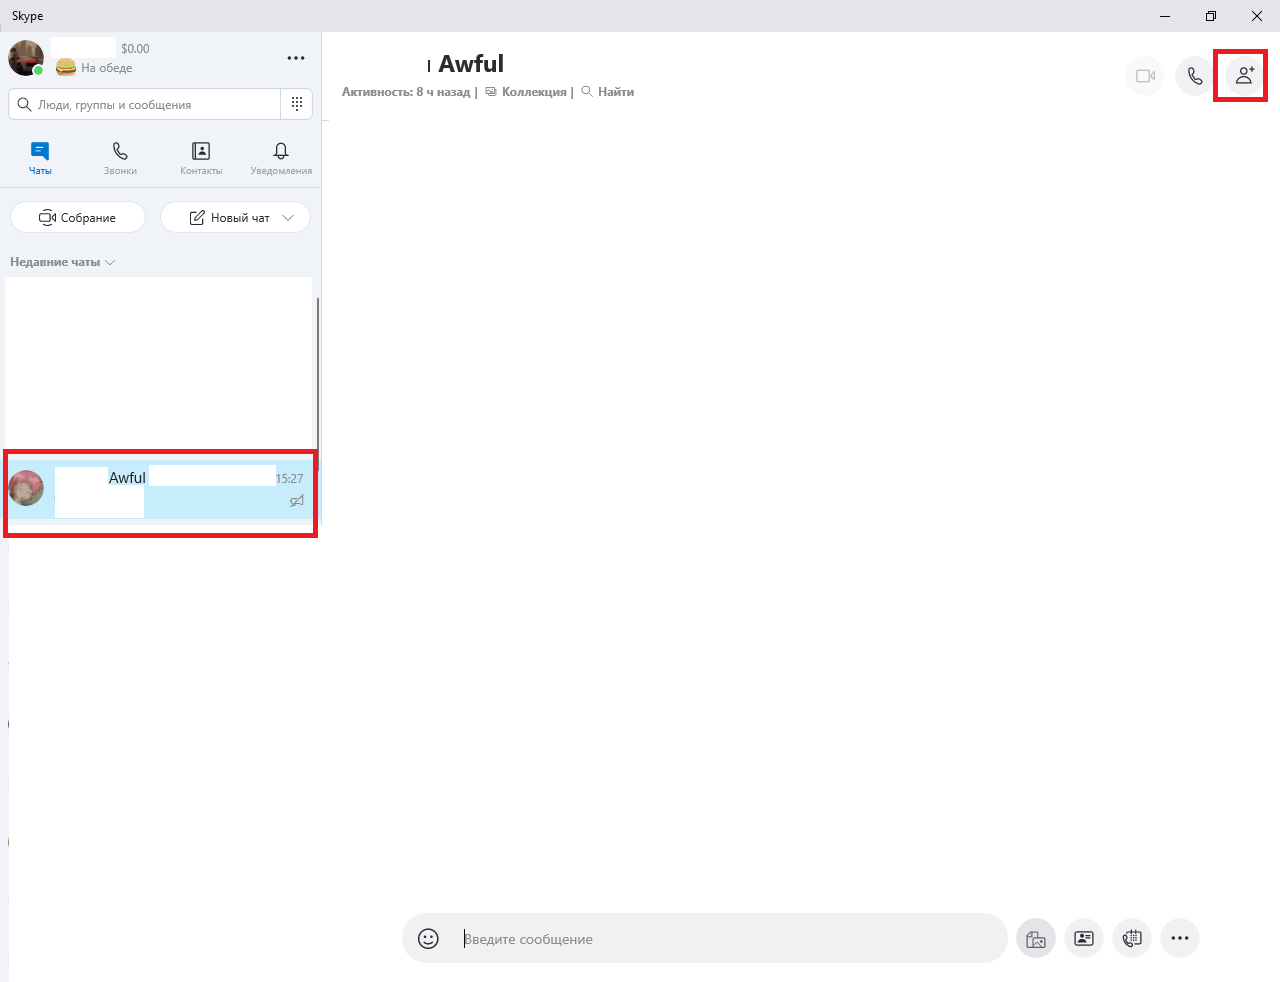 Skype
$0.00
На обеде
Люди, группы и сообщения
Чаты
Звонки
Контакты
Уведомления
Собрание
Новый чат
Недавние чаты
Awful
15:27
Awful
Активность: 8 ч назад | Коллекция | Найти
Введите сообщение